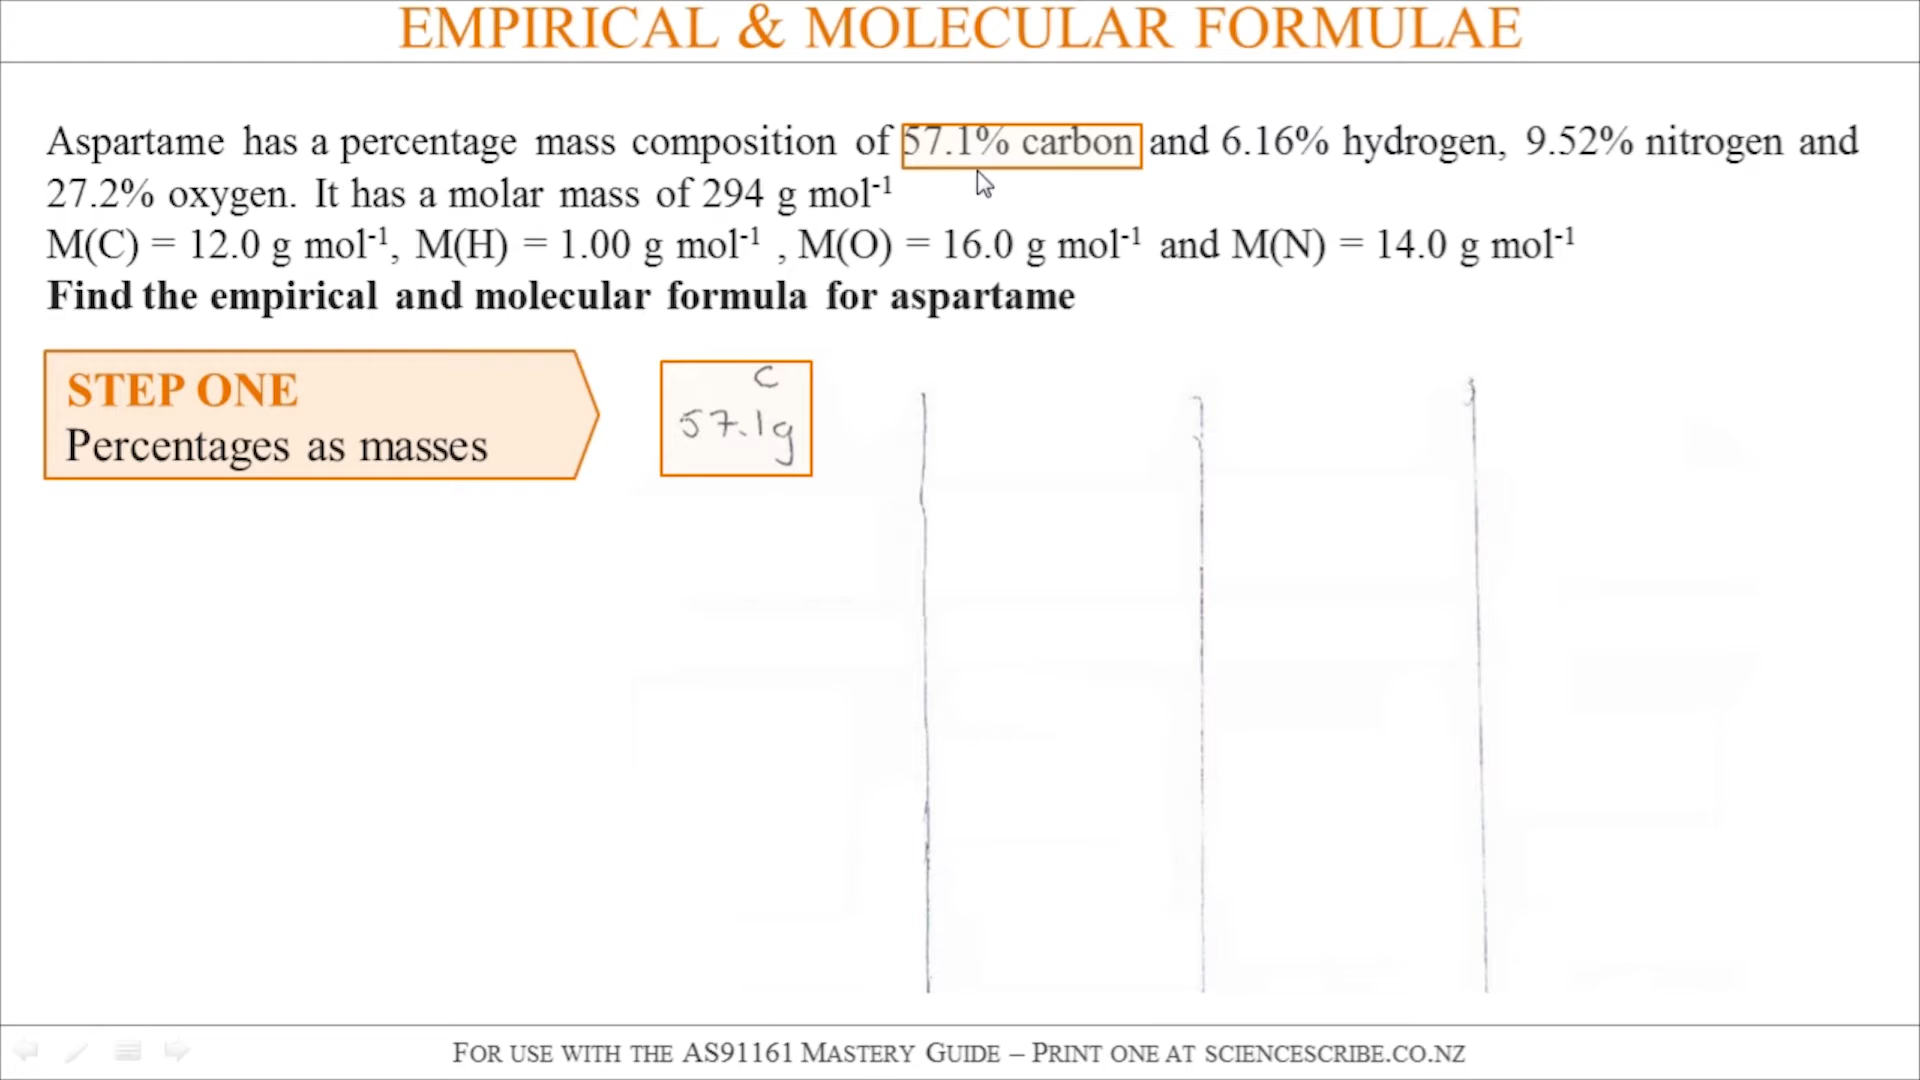 EMPIRICAL & MOLECULAR FORMULAE
Aspartame has a percentage mass composition of 57.1% carbon and 6.16% hydrogen, 9.52% nitrogen and
27.2% oxygen. It has a molar mass of 294 g mol⁻¹
M(C) = 12.0 g mol⁻¹, M(H) = 1.00 g mol⁻¹ , M(O) = 16.0 g mol⁻¹ and M(N) = 14.0 g mol⁻¹
Find the empirical and molecular formula for aspartame
STEP ONE
Percentages as masses
C
57.1g
FOR USE WITH THE AS91161 MASTERY GUIDE – PRINT ONE AT SCIENCESCRIBE.CO.NZ